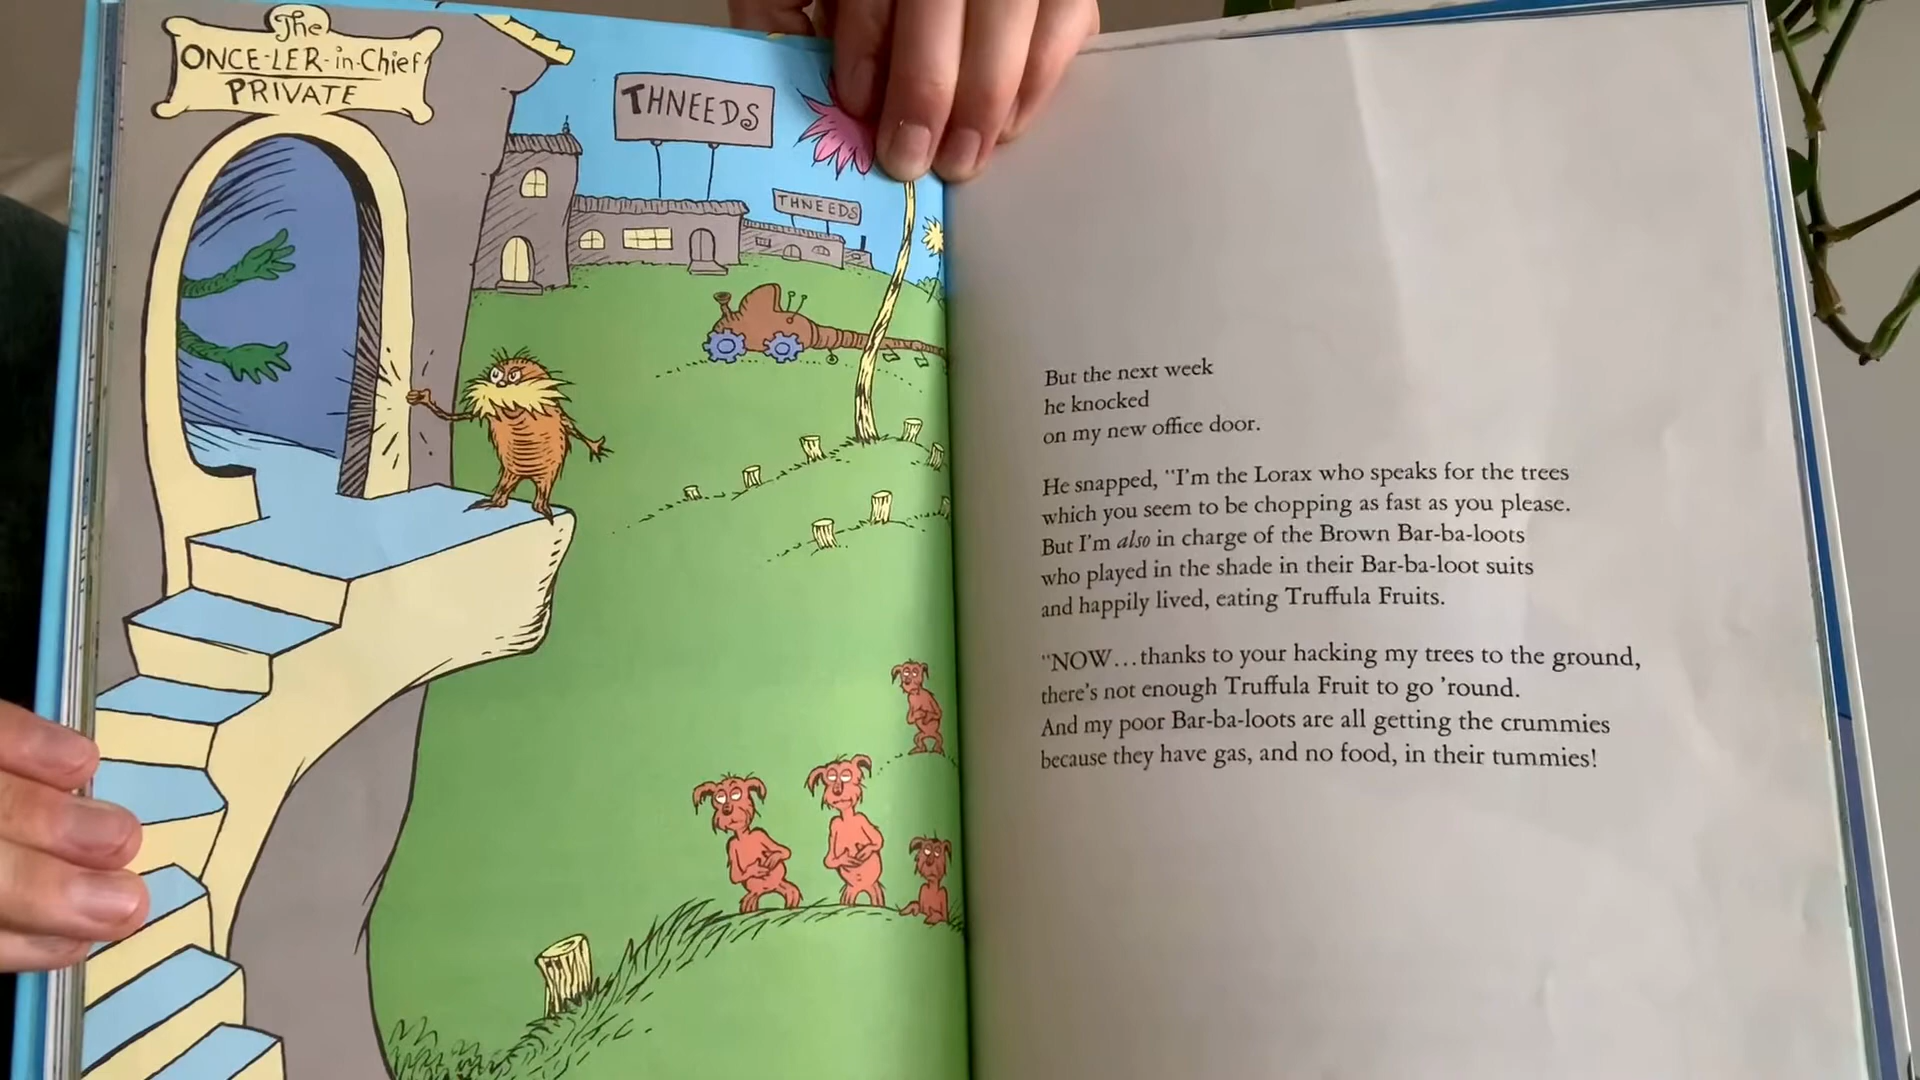 The
ONCE-LER-in-Chief
PRIVATE
THNEEDS
THNEEDS
But the next week
he knocked
on my new office door.
He snapped, "I'm the Lorax who speaks for the trees
which you seem to be chopping as fast as you please.
But I'm also in charge of the Brown Bar-ba-loots
who played in the shade in their Bar-ba-loot suits
and happily lived, eating Truffula Fruits.
"NOW...thanks to your hacking my trees to the ground,
there's not enough Truffula Fruit to go 'round.
And my poor Bar-ba-loots are all getting the crummies
because they have gas, and no food, in their tummies!